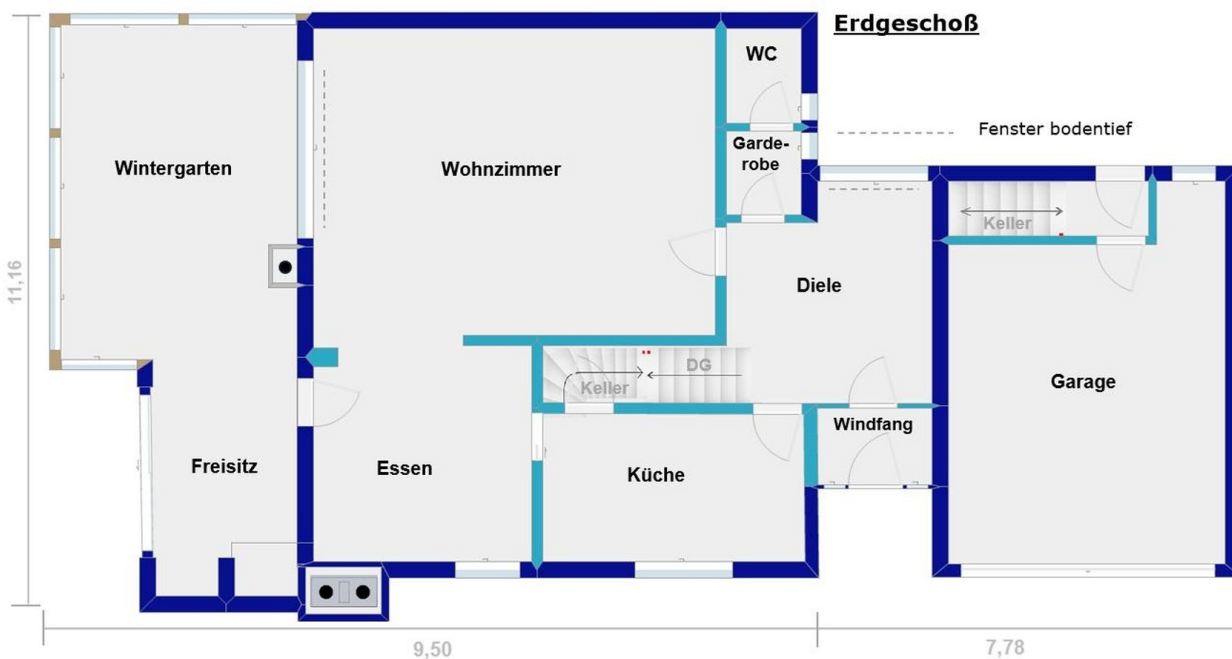 Erdgeschoß
WC
Fenster bodentief
Garde-
robe
Wintergarten
Wohnzimmer
Keller
11,16
Diele
DG
Keller
Garage
Windfang
Freisitz
Essen
Küche
9,50
7,78